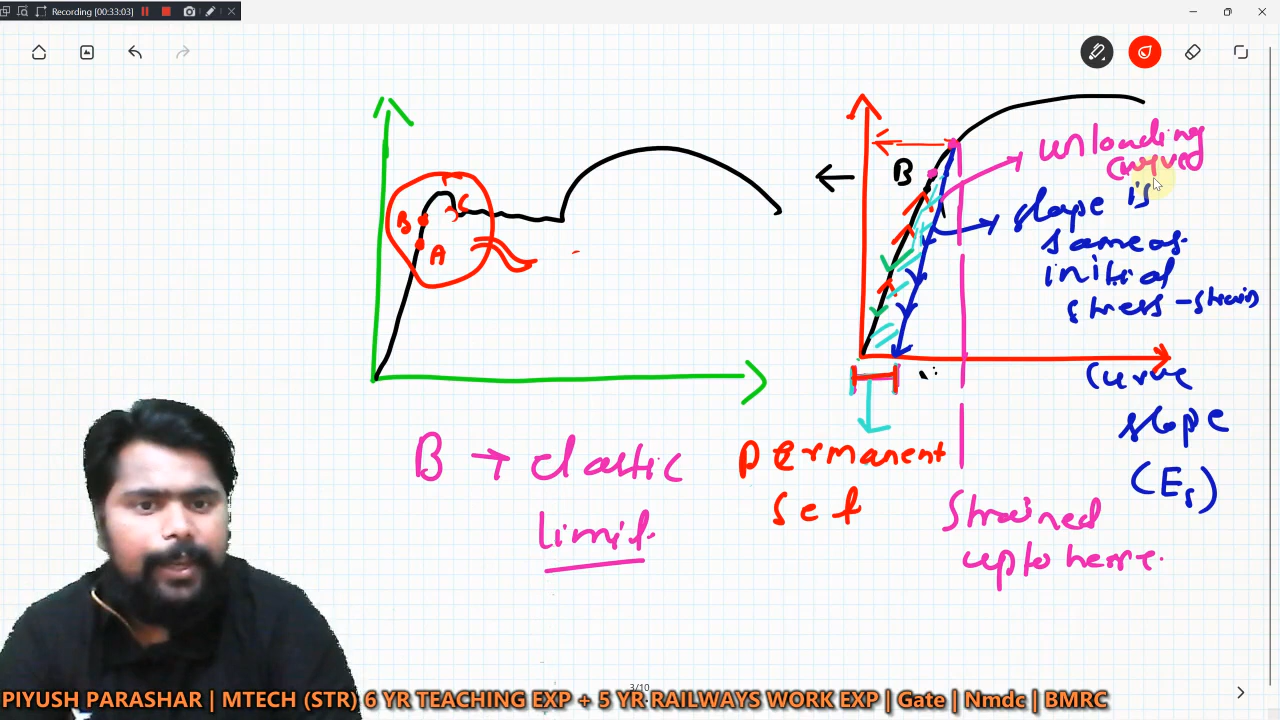 Recording [00:33:03]
B
A
C
B → elastic
limit
B
unloading
curved
slope is
same as
initial
stress-strain
Curve
slope
(Es)
Permanent
Set
Strained
upto here.
3/10
PIYUSH PARASHAR | MTECH (STR) 6 YR TEACHING EXP + 5 YR RAILWAYS WORK EXP | Gate | Nmdc | BMRC